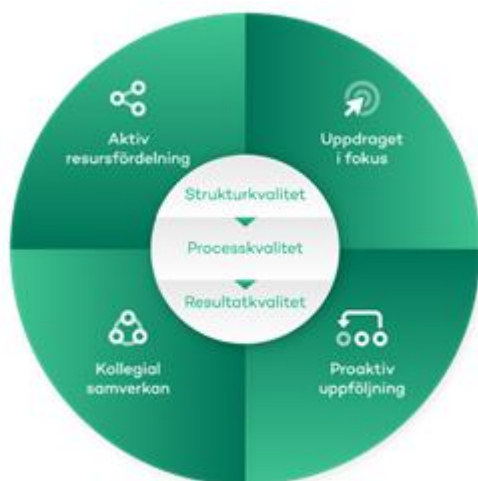 Aktiv
resursfördelning
Uppdraget
i fokus
Strukturkvalitet
Processkvalitet
Resultatkvalitet
Kollegial
samverkan
Proaktiv
uppföljning